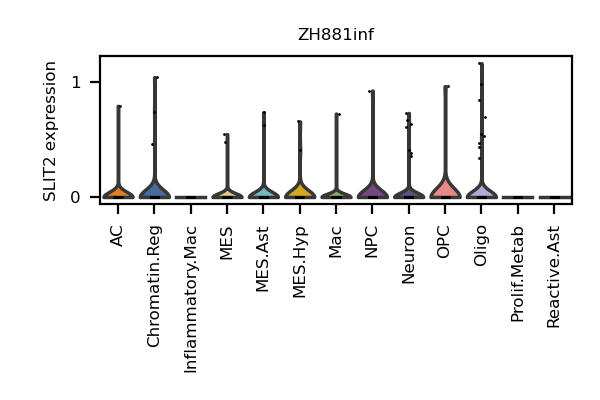 ZH881inf
SLIT2 expression
1
0
AC
Chromatin.Reg
Inflammatory.Mac
MES
MES.Ast
MES.Hyp
Mac
NPC
Neuron
OPC
Oligo
Prolif.Metab
Reactive.Ast